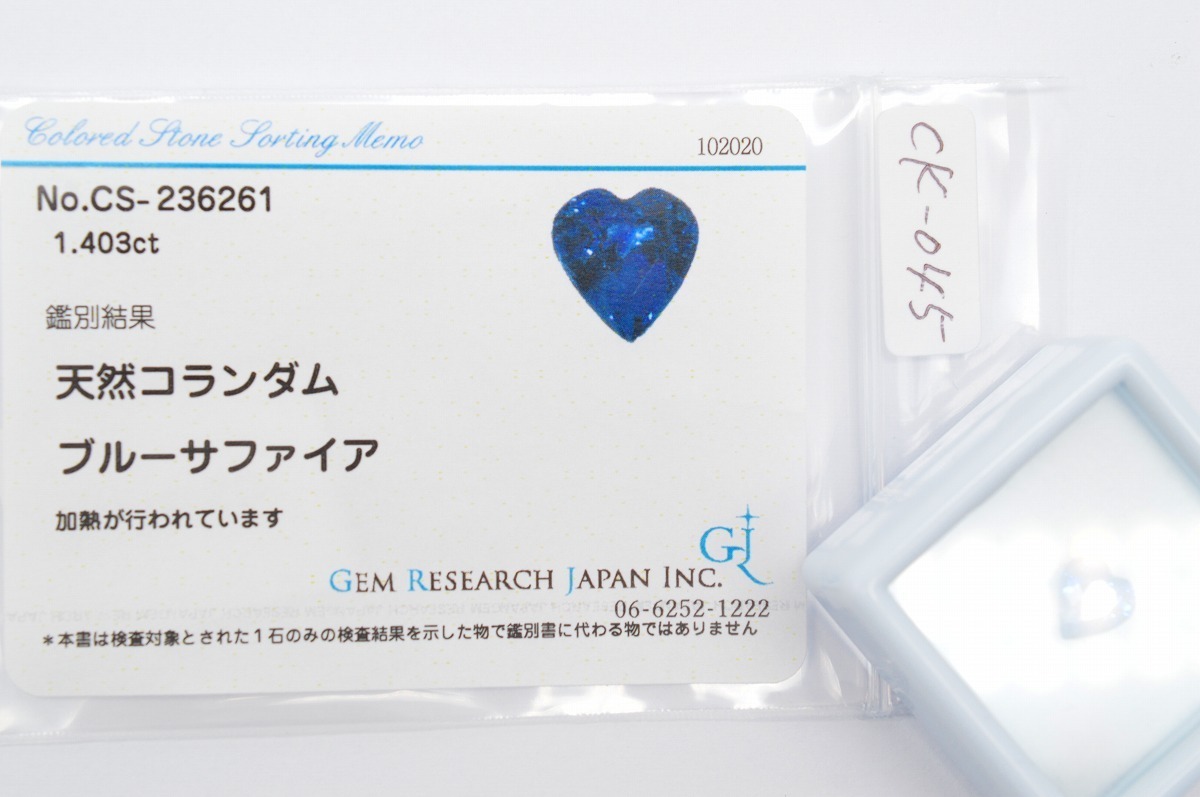 Colored Stone Sorting Memo
102020
No.CS-236261
1.403ct
鑑別結果
天然コランダム
ブルーサファイア
加熱が行われています
GJ
GEM RESEARCH JAPAN INC.
06-6252-1222
*本書は検査対象とされた1石のみの検査結果を示した物で鑑別書に代わる物ではありません
CK-045